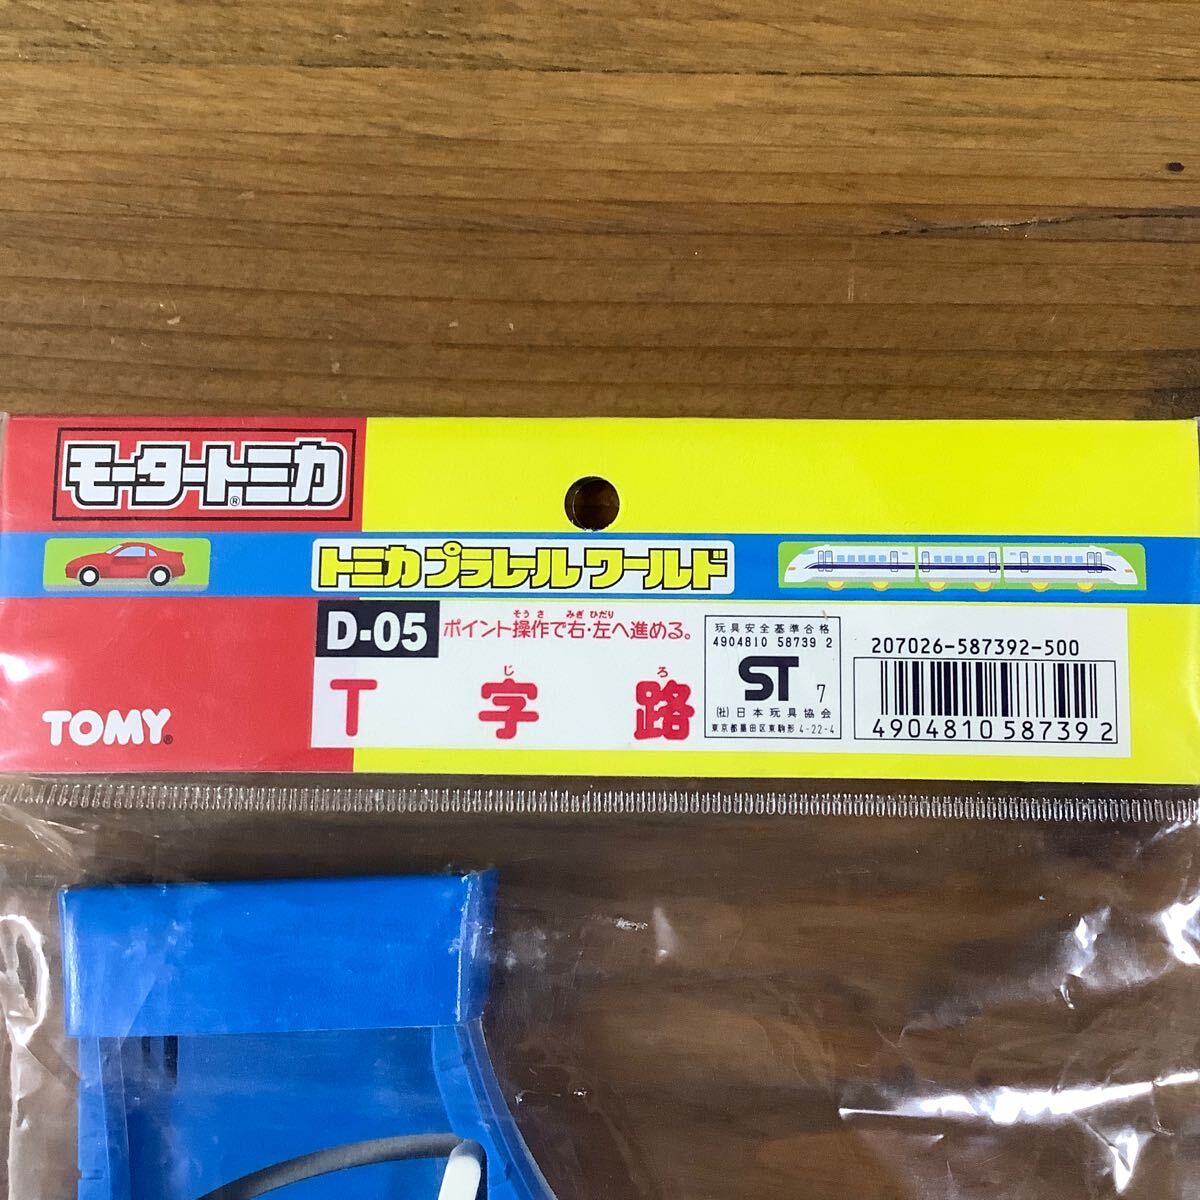 モータートミカ®
トミカプラレールワールド
D-05
そうさ みぎ ひだり
ポイント操作で右・左へ進める。
じ ろ
T字路
TOMY®
玩具安全基準合格
4904810 58739 2
ST 7
(社)日本玩具協会
東京都墨田区東駒形4-22-4
207026-587392-500
4904810 58739 2